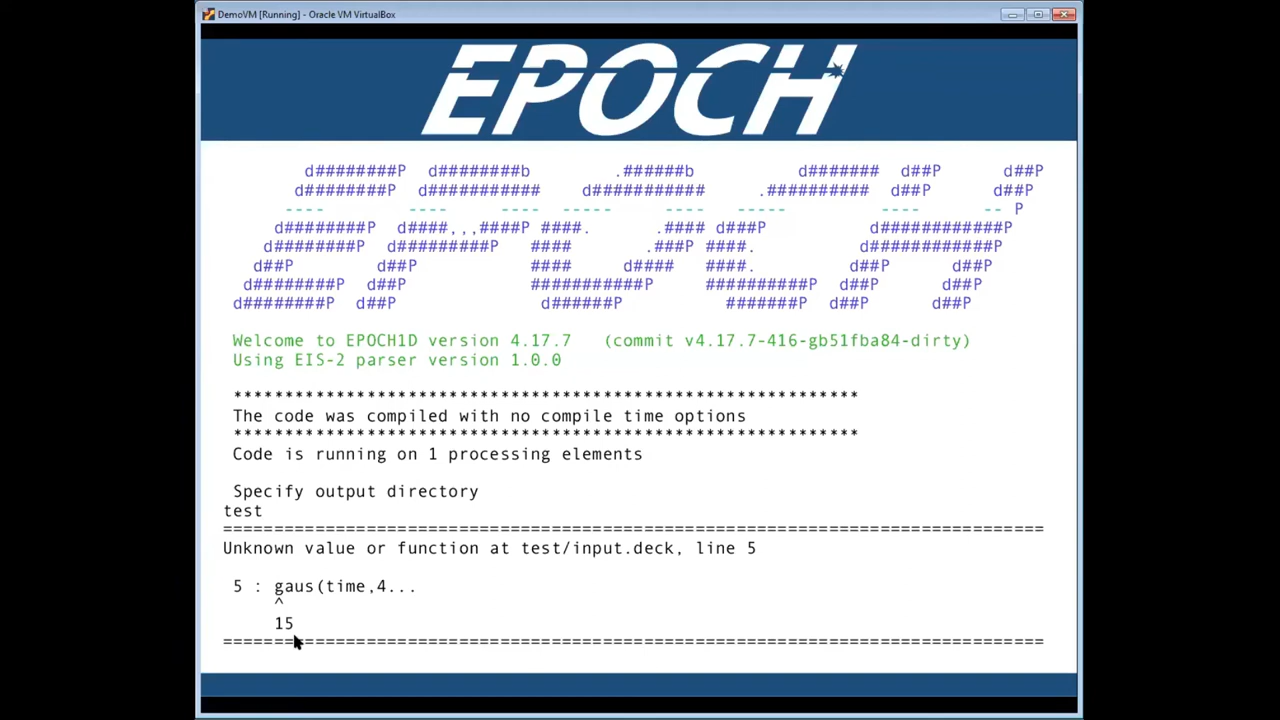 DemoVM [Running] - Oracle VM VirtualBox
EPOCH
d########P d########b .######b d####### d##P d##P
d########P d########### d########### .########## d##P d##P
---- ---- ---- ----- ---- ----- ---- -- P
d########P d####,,,####P ####. .#### d###P d############P
d########P d#########P #### .###P ####. d############P
d##P d##P #### d#### ####. d##P d##P
d########P d##P ###########P ##########P d##P d##P
d########P d##P d######P #######P d##P d##P
Welcome to EPOCH1D version 4.17.7 (commit v4.17.7-416-gb51fba84-dirty)
Using EIS-2 parser version 1.0.0
*************************************************************
The code was compiled with no compile time options
*************************************************************
Code is running on 1 processing elements
Specify output directory
test
================================================================================
Unknown value or function at test/input.deck, line 5
5 : gaus(time,4...
^
15
================================================================================